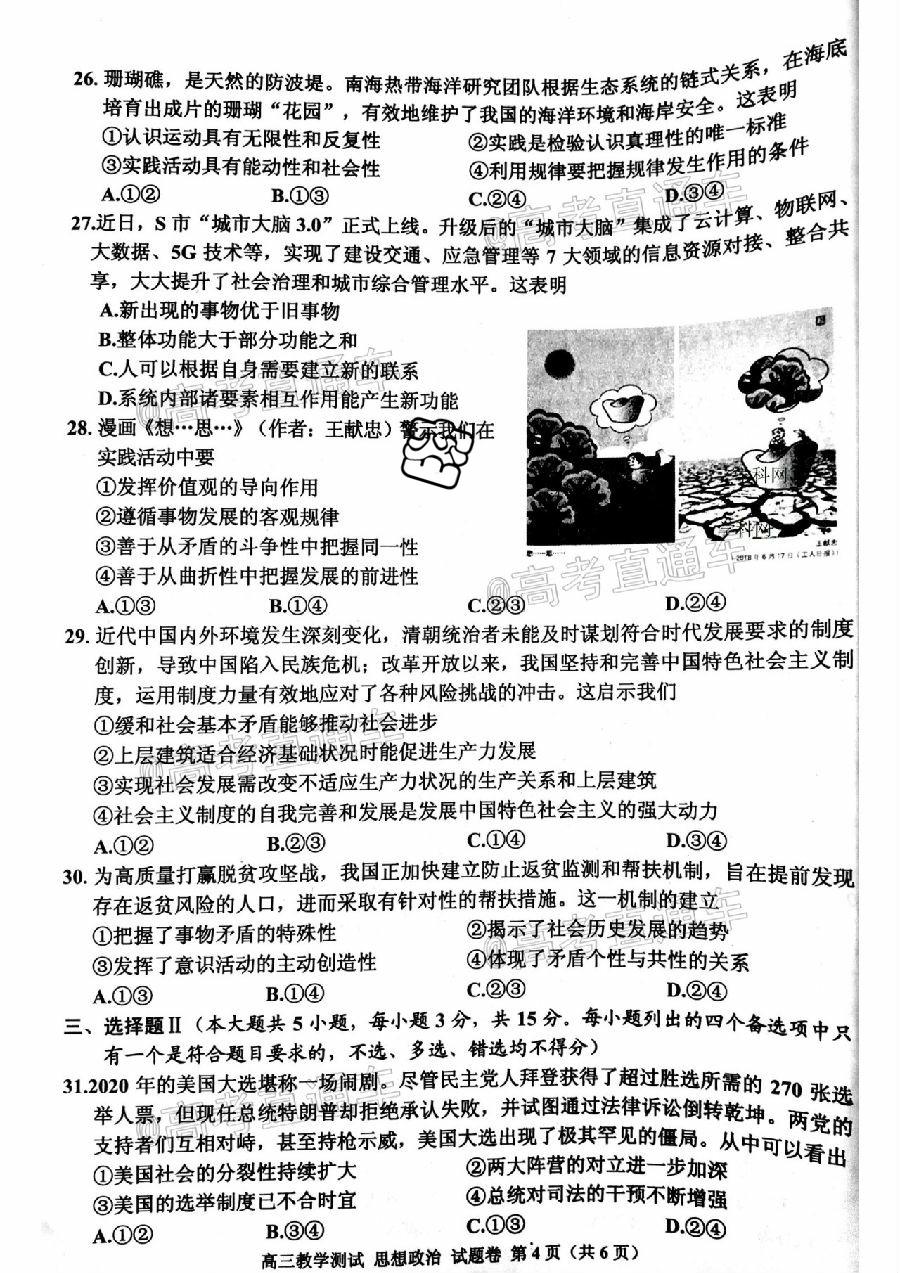 26. 珊瑚礁，是天然的防波堤。南海热带海洋研究团队根据生态系统的链式关系，在海底
培育出成片的珊瑚“花园”，有效地维护了我国的海洋环境和海岸安全。这表明
①认识运动具有无限性和反复性 ②实践是检验认识真理性的唯一标准
③实践活动具有能动性和社会性 ④利用规律要把握规律发生作用的条件
A.①② B.①③ C.②④ D.③④
27.近日，S 市“城市大脑 3.0”正式上线。升级后的“城市大脑”集成了云计算、物联网、
大数据、5G 技术等，实现了建设交通、应急管理等 7 大领域的信息资源对接、整合共
享，大大提升了社会治理和城市综合管理水平。这表明
A.新出现的事物优于旧事物
B.整体功能大于部分功能之和
C.人可以根据自身需要建立新的联系
D.系统内部诸要素相互作用能产生新功能
28. 漫画《想…思…》（作者：王献忠）警示我们在
实践活动中要
①发挥价值观的导向作用
②遵循事物发展的客观规律
③善于从矛盾的斗争性中把握同一性
④善于从曲折性中把握发展的前进性
A.①③ B.①④ C.②③ D.②④
科网
学科网
王献忠
2018年6月17日《工人日报》
29. 近代中国内外环境发生深刻变化，清朝统治者未能及时谋划符合时代发展要求的制度
创新，导致中国陷入民族危机；改革开放以来，我国坚持和完善中国特色社会主义制
度，运用制度力量有效地应对了各种风险挑战的冲击。这启示我们
①缓和社会基本矛盾能够推动社会进步
②上层建筑适合经济基础状况时能促进生产力发展
③实现社会发展需改变不适应生产力状况的生产关系和上层建筑
④社会主义制度的自我完善和发展是发展中国特色社会主义的强大动力
A.①② B.②③ C.①④ D.③④
30. 为高质量打赢脱贫攻坚战，我国正加快建立防止返贫监测和帮扶机制，旨在提前发现
存在返贫风险的人口，进而采取有针对性的帮扶措施。这一机制的建立
①把握了事物矛盾的特殊性 ②揭示了社会历史发展的趋势
③发挥了意识活动的主动创造性 ④体现了矛盾个性与共性的关系
A.①③ B.①④ C.②③ D.②④
三、选择题Ⅱ（本大题共 5 小题，每小题 3 分，共 15 分。每小题列出的四个备选项中只
有一个是符合题目要求的，不选、多选、错选均不得分）
31.2020 年的美国大选堪称一场闹剧。尽管民主党人拜登获得了超过胜选所需的 270 张选
举人票，但现任总统特朗普却拒绝承认失败，并试图通过法律诉讼倒转乾坤。两党的
支持者们互相对峙，甚至持枪示威，美国大选出现了极其罕见的僵局。从中可以看出
①美国社会的分裂性持续扩大 ②两大阵营的对立进一步加深
③美国的选举制度已不合时宜 ④总统对司法的干预不断增强
A.①② B.③④ C.①③ D.②④
高三教学测试 思想政治 试题卷 第 4 页（共 6 页）
@高考直通车
@高考直通车
@高考直通车
@高考直通车
@高考直通车
@高考直通车